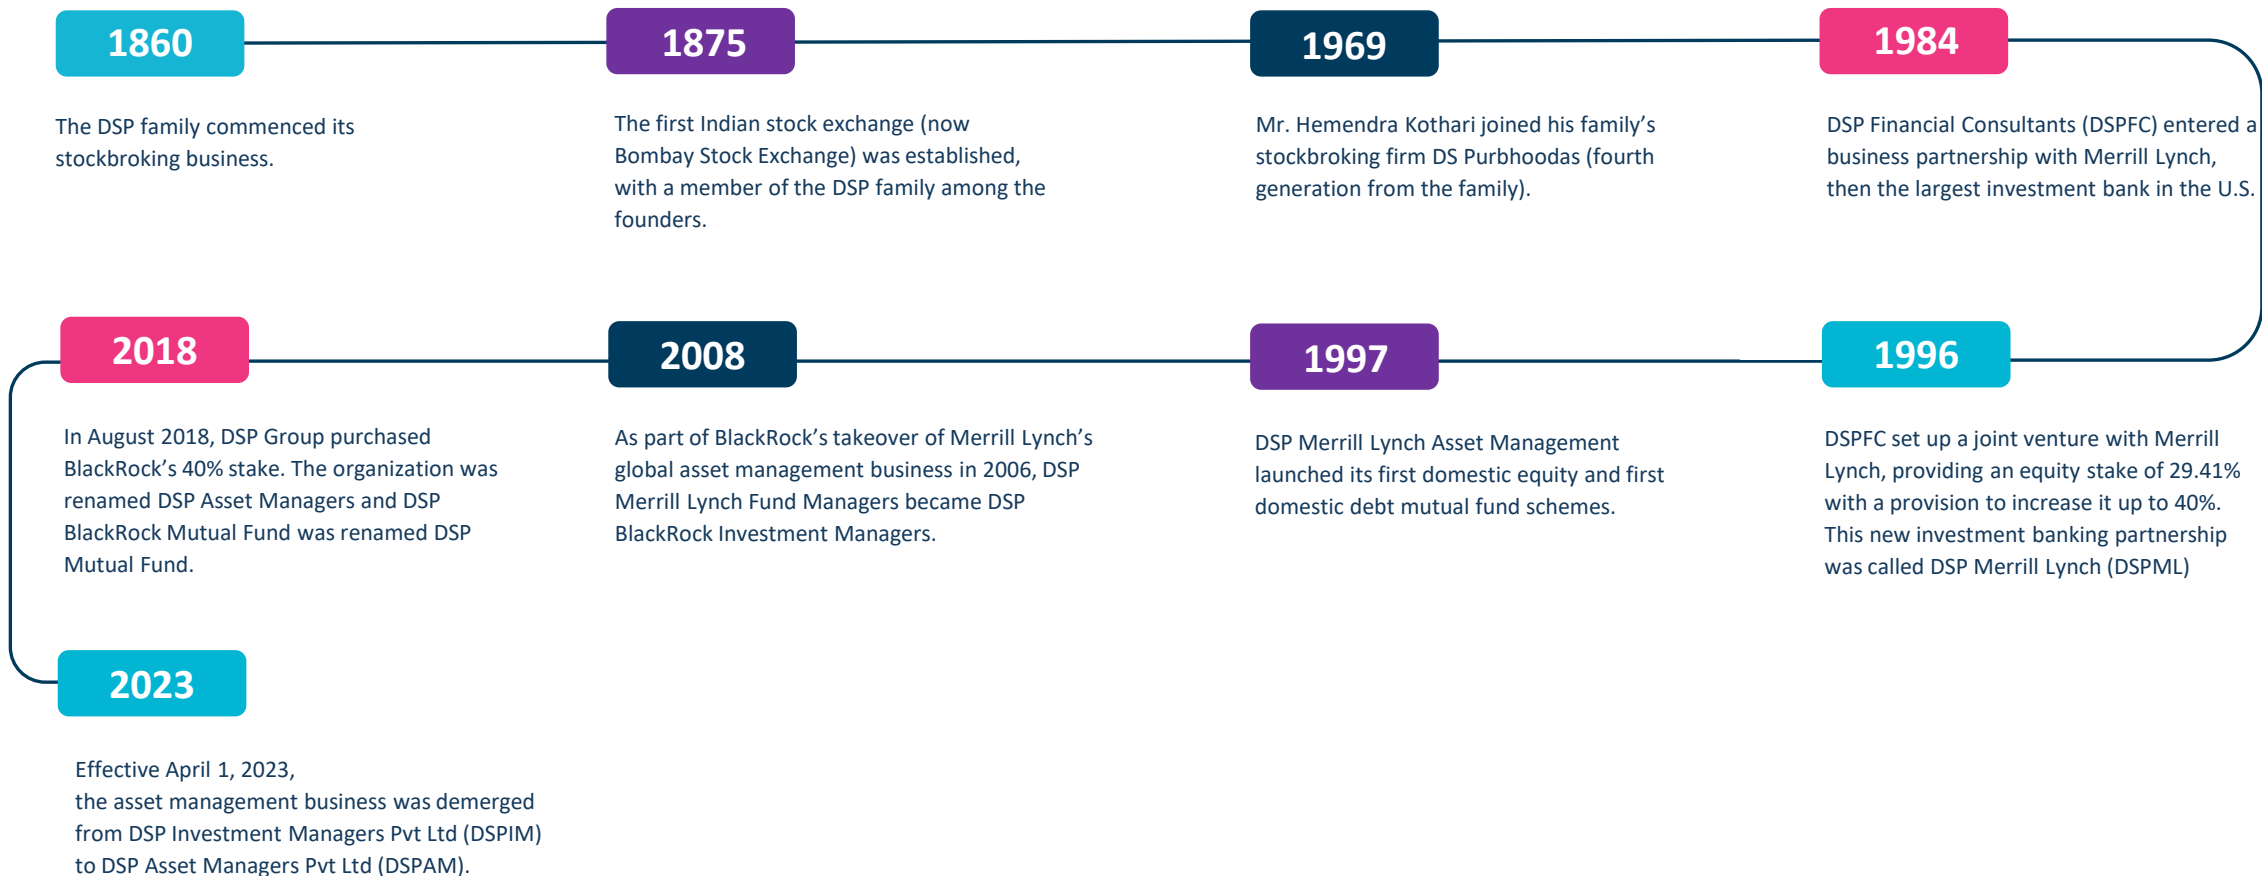 1860
The DSP family commenced its
stockbroking business.
1875
The first Indian stock exchange (now
Bombay Stock Exchange) was established,
with a member of the DSP family among the
founders.
1969
Mr. Hemendra Kothari joined his family’s
stockbroking firm DS Purbhoodas (fourth
generation from the family).
1984
DSP Financial Consultants (DSPFC) entered a
business partnership with Merrill Lynch,
then the largest investment bank in the U.S.
1996
DSPFC set up a joint venture with Merrill
Lynch, providing an equity stake of 29.41%
with a provision to increase it up to 40%.
This new investment banking partnership
was called DSP Merrill Lynch (DSPML)
1997
DSP Merrill Lynch Asset Management
launched its first domestic equity and first
domestic debt mutual fund schemes.
2008
As part of BlackRock’s takeover of Merrill Lynch’s
global asset management business in 2006, DSP
Merrill Lynch Fund Managers became DSP
BlackRock Investment Managers.
2018
In August 2018, DSP Group purchased
BlackRock’s 40% stake. The organization was
renamed DSP Asset Managers and DSP
BlackRock Mutual Fund was renamed DSP
Mutual Fund.
2023
Effective April 1, 2023,
the asset management business was demerged
from DSP Investment Managers Pvt Ltd (DSPIM)
to DSP Asset Managers Pvt Ltd (DSPAM).